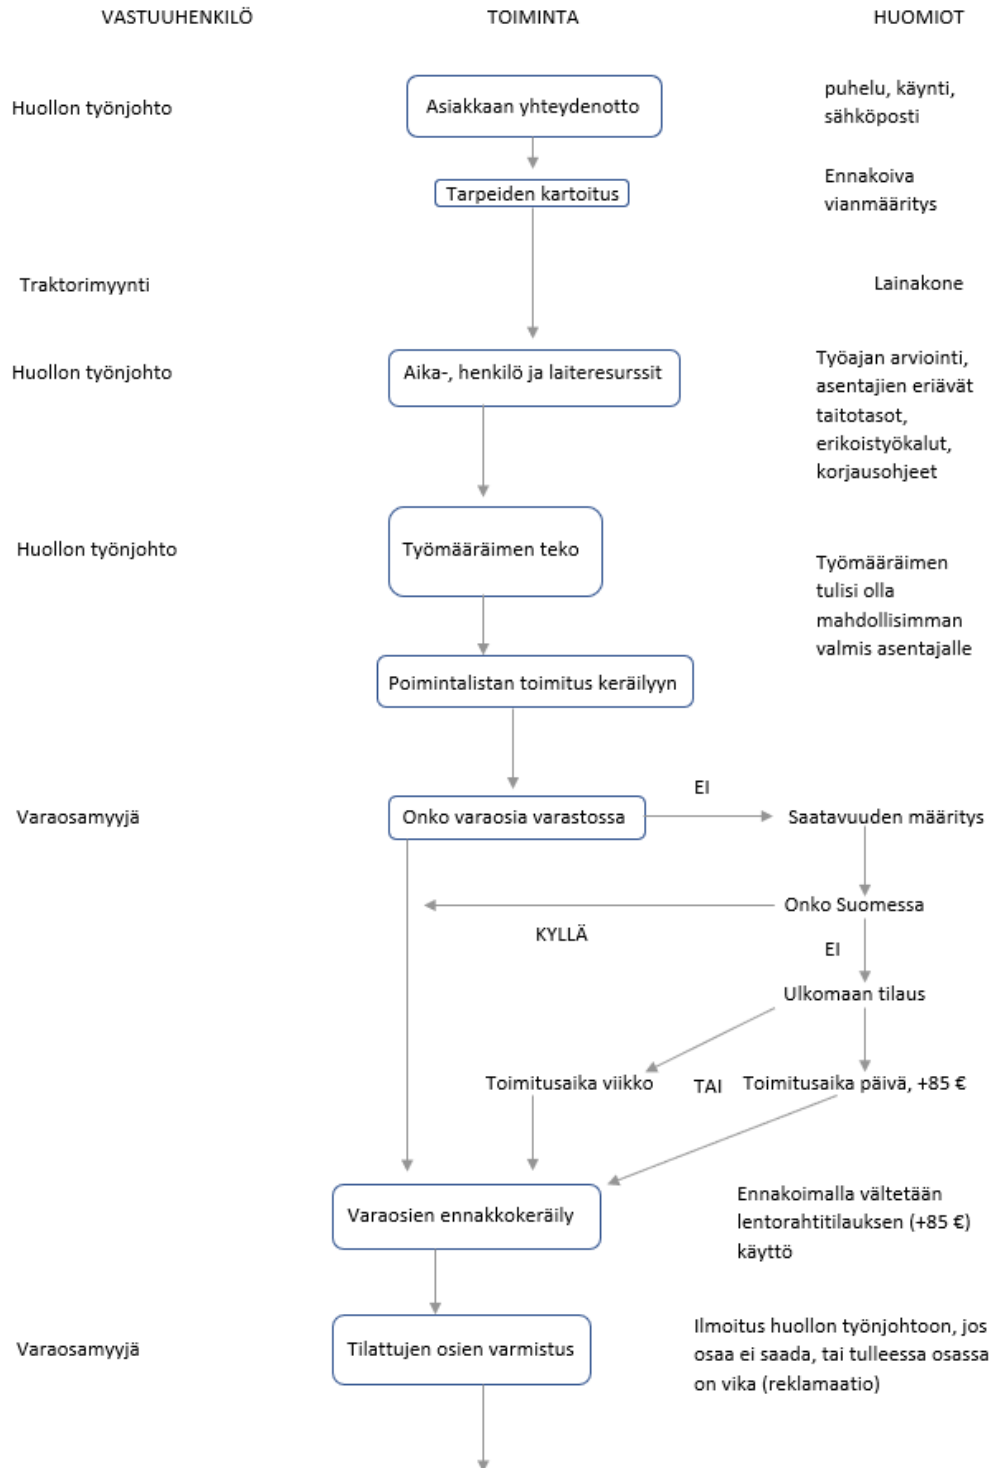 VASTUUHENKILÖ
TOIMINTA
HUOMIOT
Huollon työnjohto
Asiakkaan yhteydenotto
puhelu, käynti,
sähköposti
Tarpeiden kartoitus
Ennakoiva
vianmääritys
Traktorimyynti
Lainakone
Huollon työnjohto
Aika-, henkilö ja laiteresurssit
Työajan arviointi,
asentajien eriävät
taitotasot,
erikoistyökalut,
korjausohjeet
Huollon työnjohto
Työmääräimen teko
Työmääräimen
tulisi olla
mahdollisimman
valmis asentajalle
Poimintalistan toimitus keräilyyn
Varaosamyyjä
Onko varaosia varastossa
EI
Saatavuuden määritys
Onko Suomessa
KYLLÄ
EI
Ulkomaan tilaus
Toimitusaika viikko
TAI
Toimitusaika päivä, +85 €
Varaosien ennakkokeräily
Ennakoimalla vältetään
lentorahtitilauksen (+85 €)
käyttö
Varaosamyyjä
Tilattujen osien varmistus
Ilmoitus huollon työnjohtoon, jos
osaa ei saada, tai tulleessa osassa
on vika (reklamaatio)